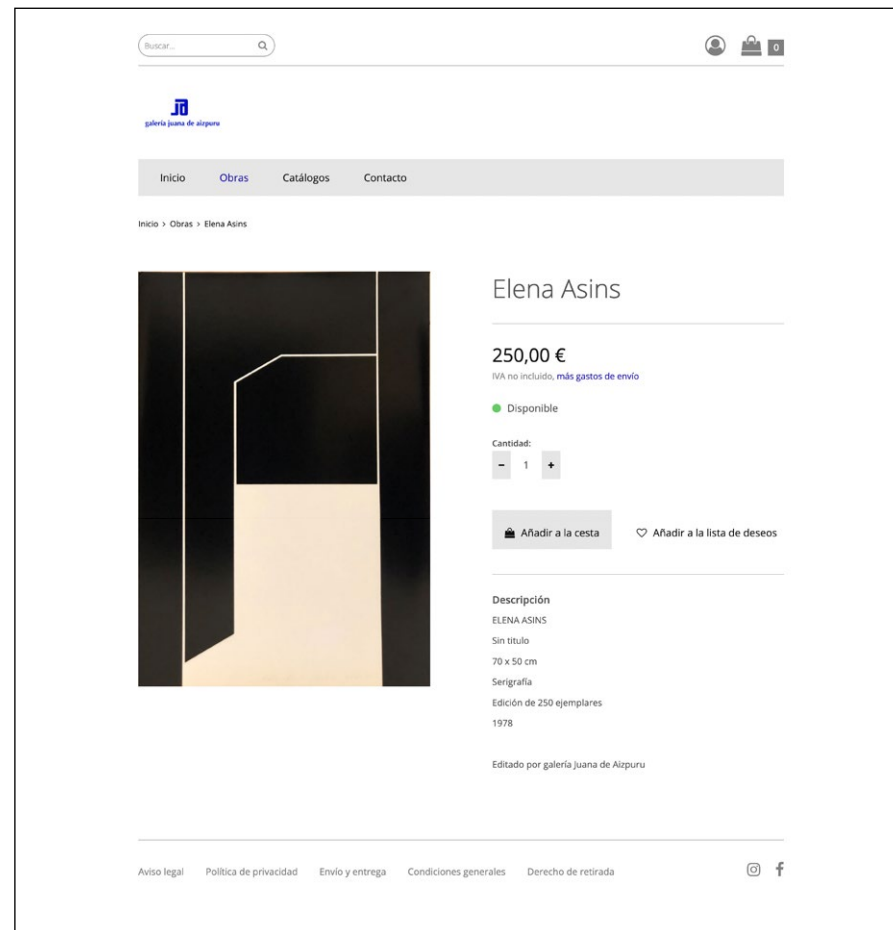 Buscar...
0
galería juana de aizpuru
Inicio Obras Catálogos Contacto
Inicio > Obras > Elena Asins
Elena Asins
250,00 €
IVA no incluido, más gastos de envío
Disponible
Cantidad:
- 1 +
Añadir a la cesta Añadir a la lista de deseos
Descripción
ELENA ASINS
Sin titulo
70 x 50 cm
Serigrafía
Edición de 250 ejemplares
1978
Editado por galería Juana de Aizpuru
Aviso legal Política de privacidad Envío y entrega Condiciones generales Derecho de retirada